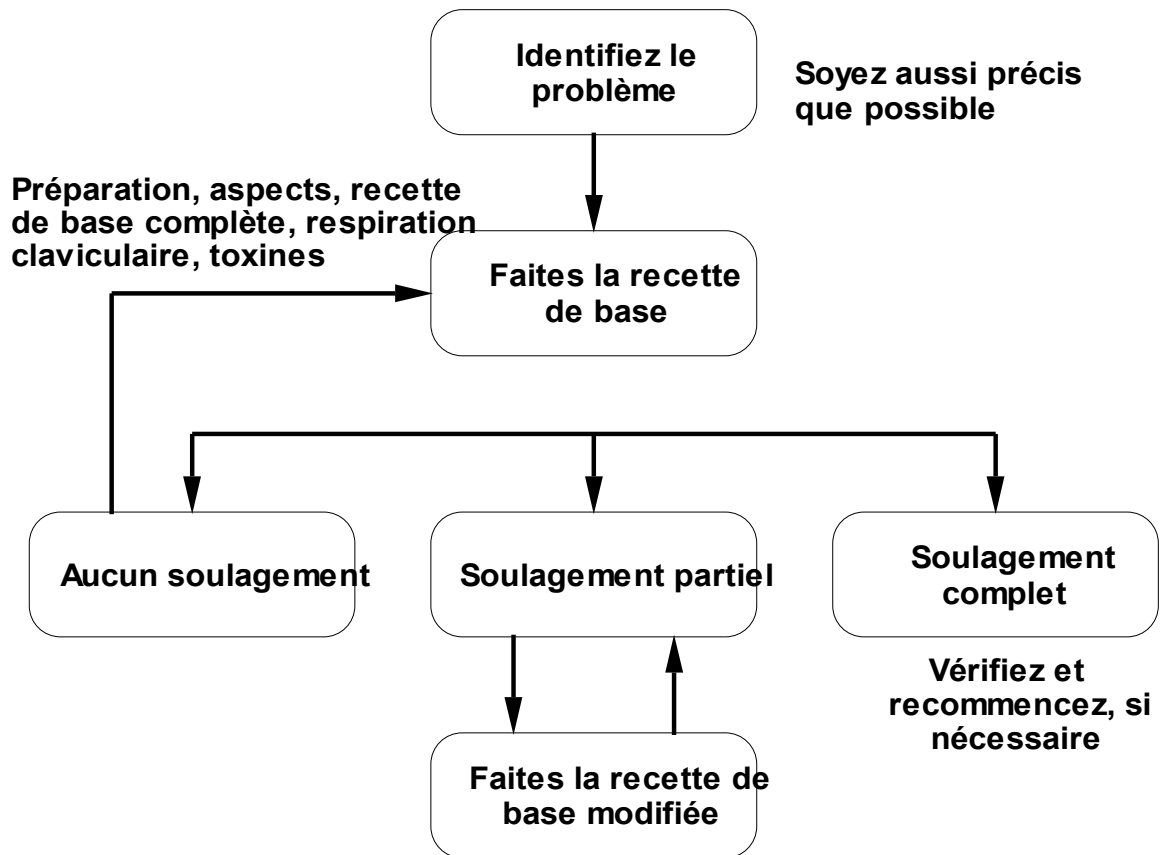 Identifiez le
problème
Soyez aussi précis
que possible
Préparation, aspects, recette
de base complète, respiration
claviculaire, toxines
Faites la recette
de base
Aucun soulagement
Soulagement partiel
Soulagement
complet
Vérifiez et
recommencez, si
nécessaire
Faites la recette de
base modifiée